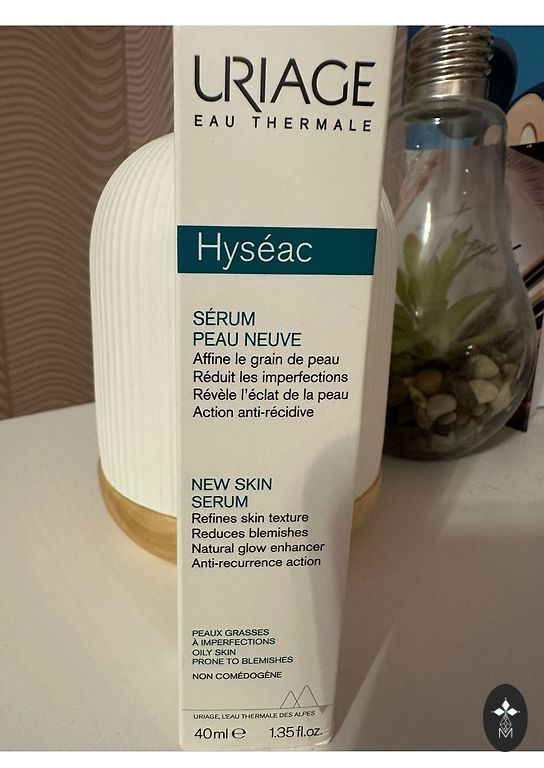 URIAGE
EAU THERMALE
Hyséac
SÉRUM
PEAU NEUVE
Affine le grain de peau
Réduit les imperfections
Révèle l'éclat de la peau
Action anti-récidive
NEW SKIN
SERUM
Refines skin texture
Reduces blemishes
Natural glow enhancer
Anti-recurrence action
PEAUX GRASSES
À IMPERFECTIONS
OILY SKIN
PRONE TO BLEMISHES
NON COMÉDOGÈNE
URIAGE, L'EAU THERMALE DES ALPES
40ml e 1.35fl.oz.